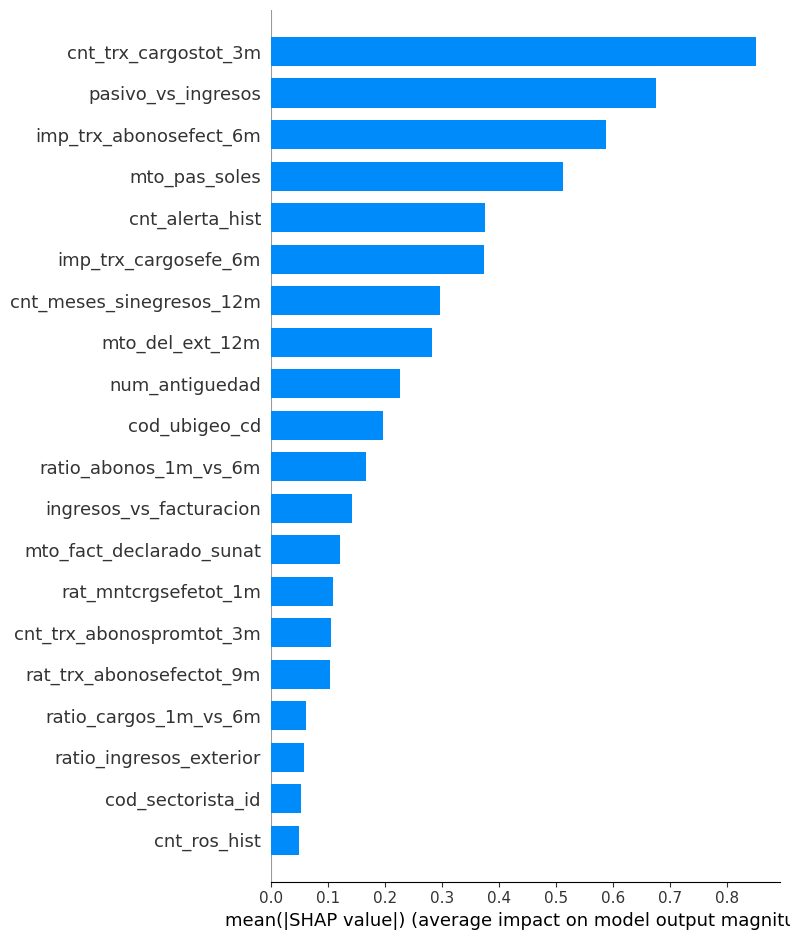 cnt_trx_cargostot_3m
pasivo_vs_ingresos
imp_trx_abonosefect_6m
mto_pas_soles
cnt_alerta_hist
imp_trx_cargosefe_6m
cnt_meses_sinegresos_12m
mto_del_ext_12m
num_antiguedad
cod_ubigeo_cd
ratio_abonos_1m_vs_6m
ingresos_vs_facturacion
mto_fact_declarado_sunat
rat_mntcrgsefetot_1m
cnt_trx_abonospromtot_3m
rat_trx_abonosefectot_9m
ratio_cargos_1m_vs_6m
ratio_ingresos_exterior
cod_sectorista_id
cnt_ros_hist
0.0 0.1 0.2 0.3 0.4 0.5 0.6 0.7 0.8
mean(|SHAP value|) (average impact on model output magnitu